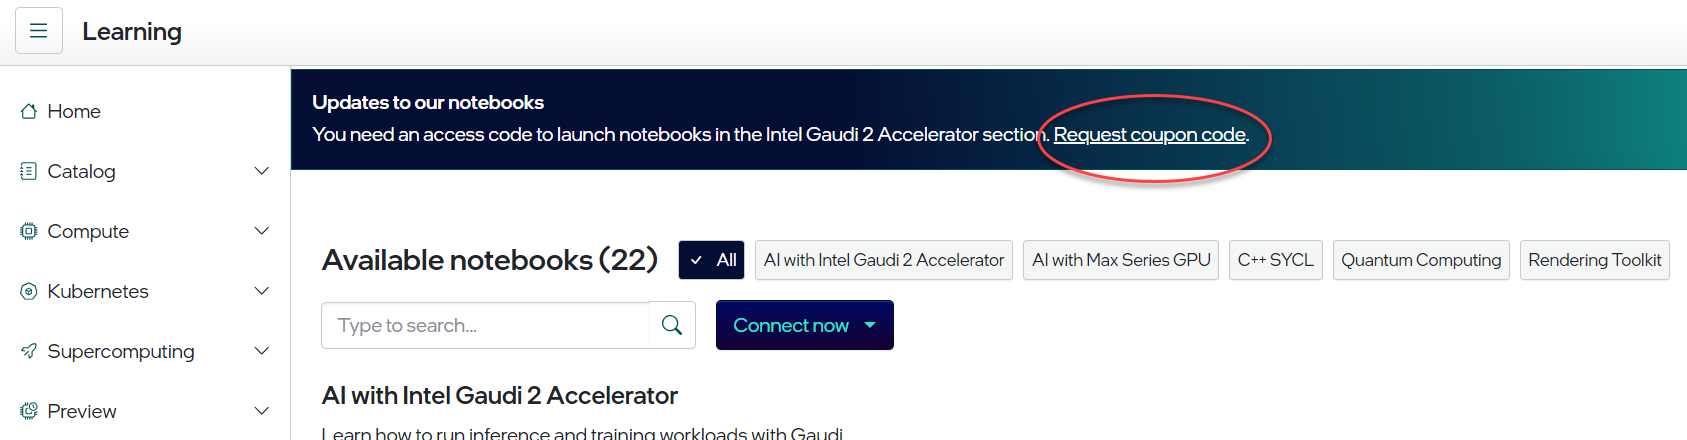 Learning
Home
Catalog
Compute
Kubernetes
Supercomputing
Preview
Updates to our notebooks
You need an access code to launch notebooks in the Intel Gaudi 2 Accelerator section. Request coupon code.
Available notebooks (22)
All
AI with Intel Gaudi 2 Accelerator
AI with Max Series GPU
C++ SYCL
Quantum Computing
Rendering Toolkit
Type to search...
Connect now
AI with Intel Gaudi 2 Accelerator
Learn how to run inference and training workloads with Gaudi